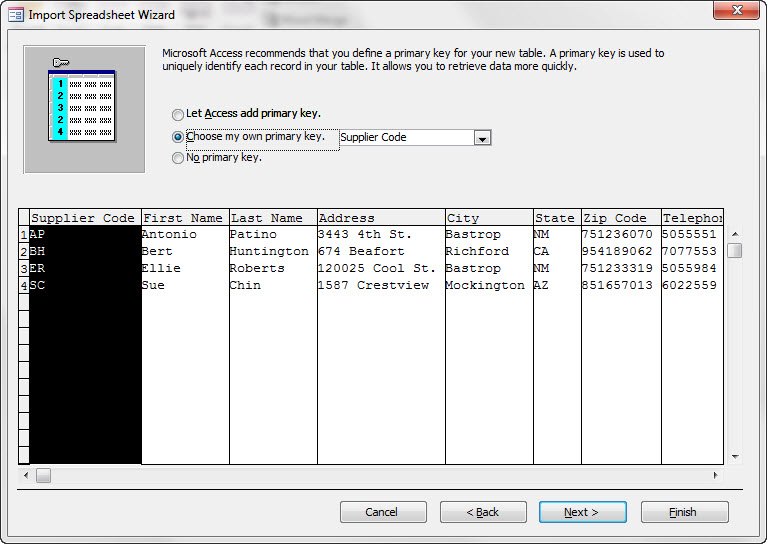 Import Spreadsheet Wizard
Microsoft Access recommends that you define a primary key for your new table. A primary key is used to
uniquely identify each record in your table. It allows you to retrieve data more quickly.
1 xxx xxx xxx
2 xxx xxx xxx
3 xxx xxx xxx
2 xxx xxx xxx
4 xxx xxx xxx
Let Access add primary key.
Choose my own primary key. Supplier Code
No primary key.
Supplier Code First Name Last Name Address City State Zip Code Telephon
1 AP Antonio Patino 3443 4th St. Bastrop NM 751236070 5055551
2 BH Bert Huntington 674 Beafort Richford CA 954189062 7077553
3 ER Ellie Roberts 120025 Cool St. Bastrop NM 751233319 5055984
4 SC Sue Chin 1587 Crestview Mockington AZ 851657013 6022559
Cancel < Back Next > Finish